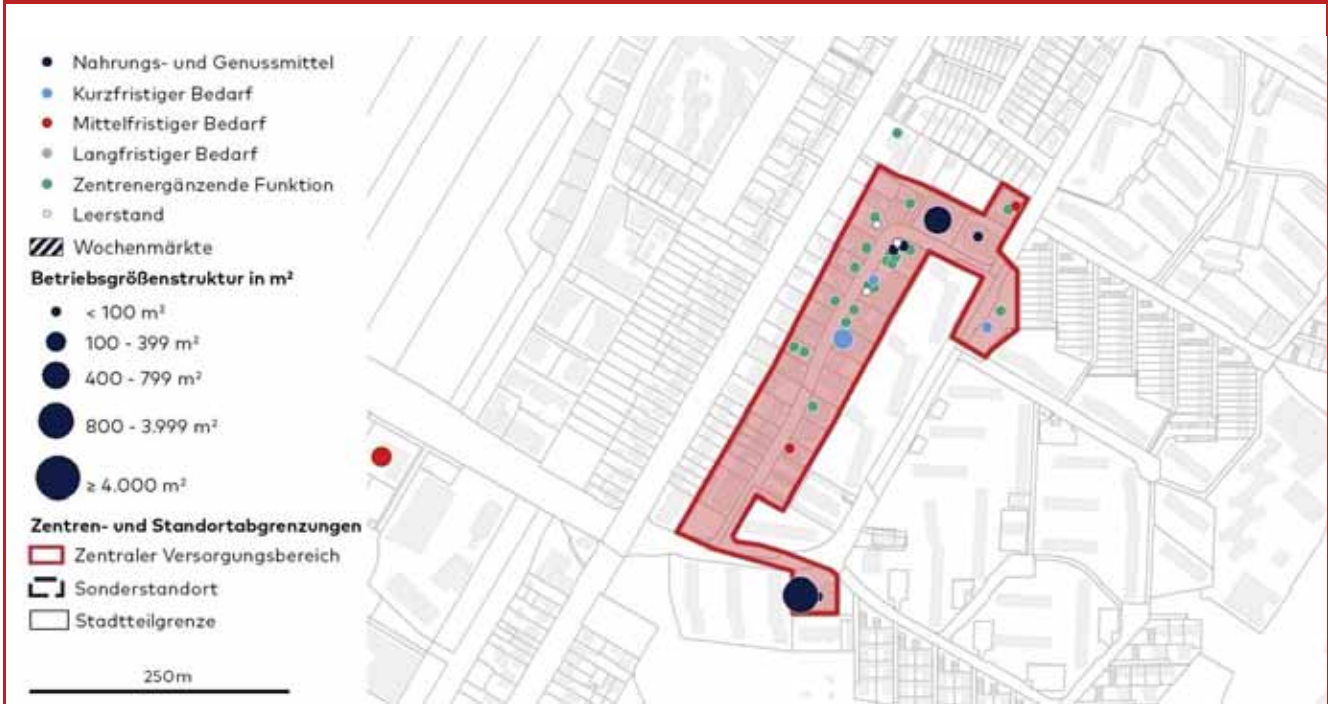 Nahrungs- und Genussmittel
Kurzfristiger Bedarf
Mittelfristiger Bedarf
Langfristiger Bedarf
Zentrenergänzende Funktion
Leerstand
Wochenmärkte
Betriebsgrößenstruktur in m²
< 100 m²
100 - 399 m²
400 - 799 m²
800 - 3.999 m²
≥ 4.000 m²
Zentren- und Standortabgrenzungen
Zentraler Versorgungsbereich
Sonderstandort
Stadtteilgrenze
250m